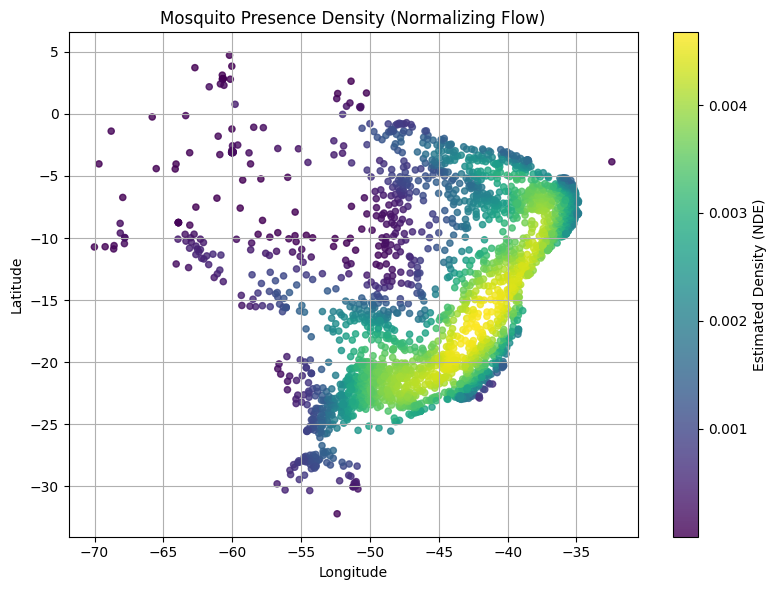 Mosquito Presence Density (Normalizing Flow)
5
0
−5
−10
−15
−20
−25
−30
Latitude
−70 −65 −60 −55 −50 −45 −40 −35
Longitude
0.004
0.003
0.002
0.001
Estimated Density (NDE)